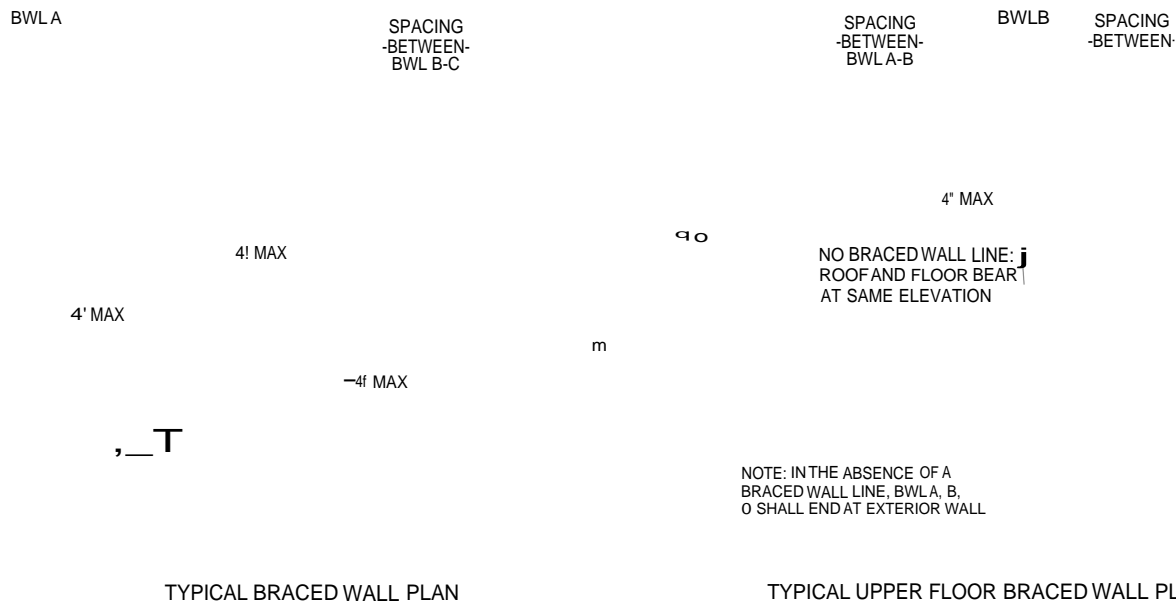 BWL A
SPACING
-BETWEEN-
BWL B-C
SPACING
-BETWEEN-
BWL A-B
BWLB
SPACING
-BETWEEN-
4" MAX
q o
4! MAX
NO BRACED WALL LINE: j
ROOF AND FLOOR BEAR
AT SAME ELEVATION
4' MAX
m
–4f MAX
,_T
NOTE: IN THE ABSENCE OF A
BRACED WALL LINE, BWL A, B,
O SHALL END AT EXTERIOR WALL
TYPICAL BRACED WALL PLAN
TYPICAL UPPER FLOOR BRACED WALL PL